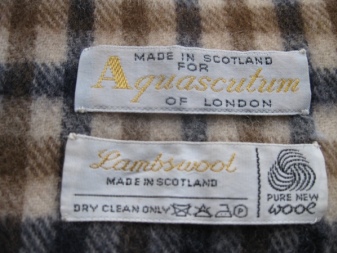 MADE IN SCOTLAND
FOR
Aquascutum
OF LONDON
Lambswool
MADE IN SCOTLAND
DRY CLEAN ONLY P
PURE NEW
WOOL